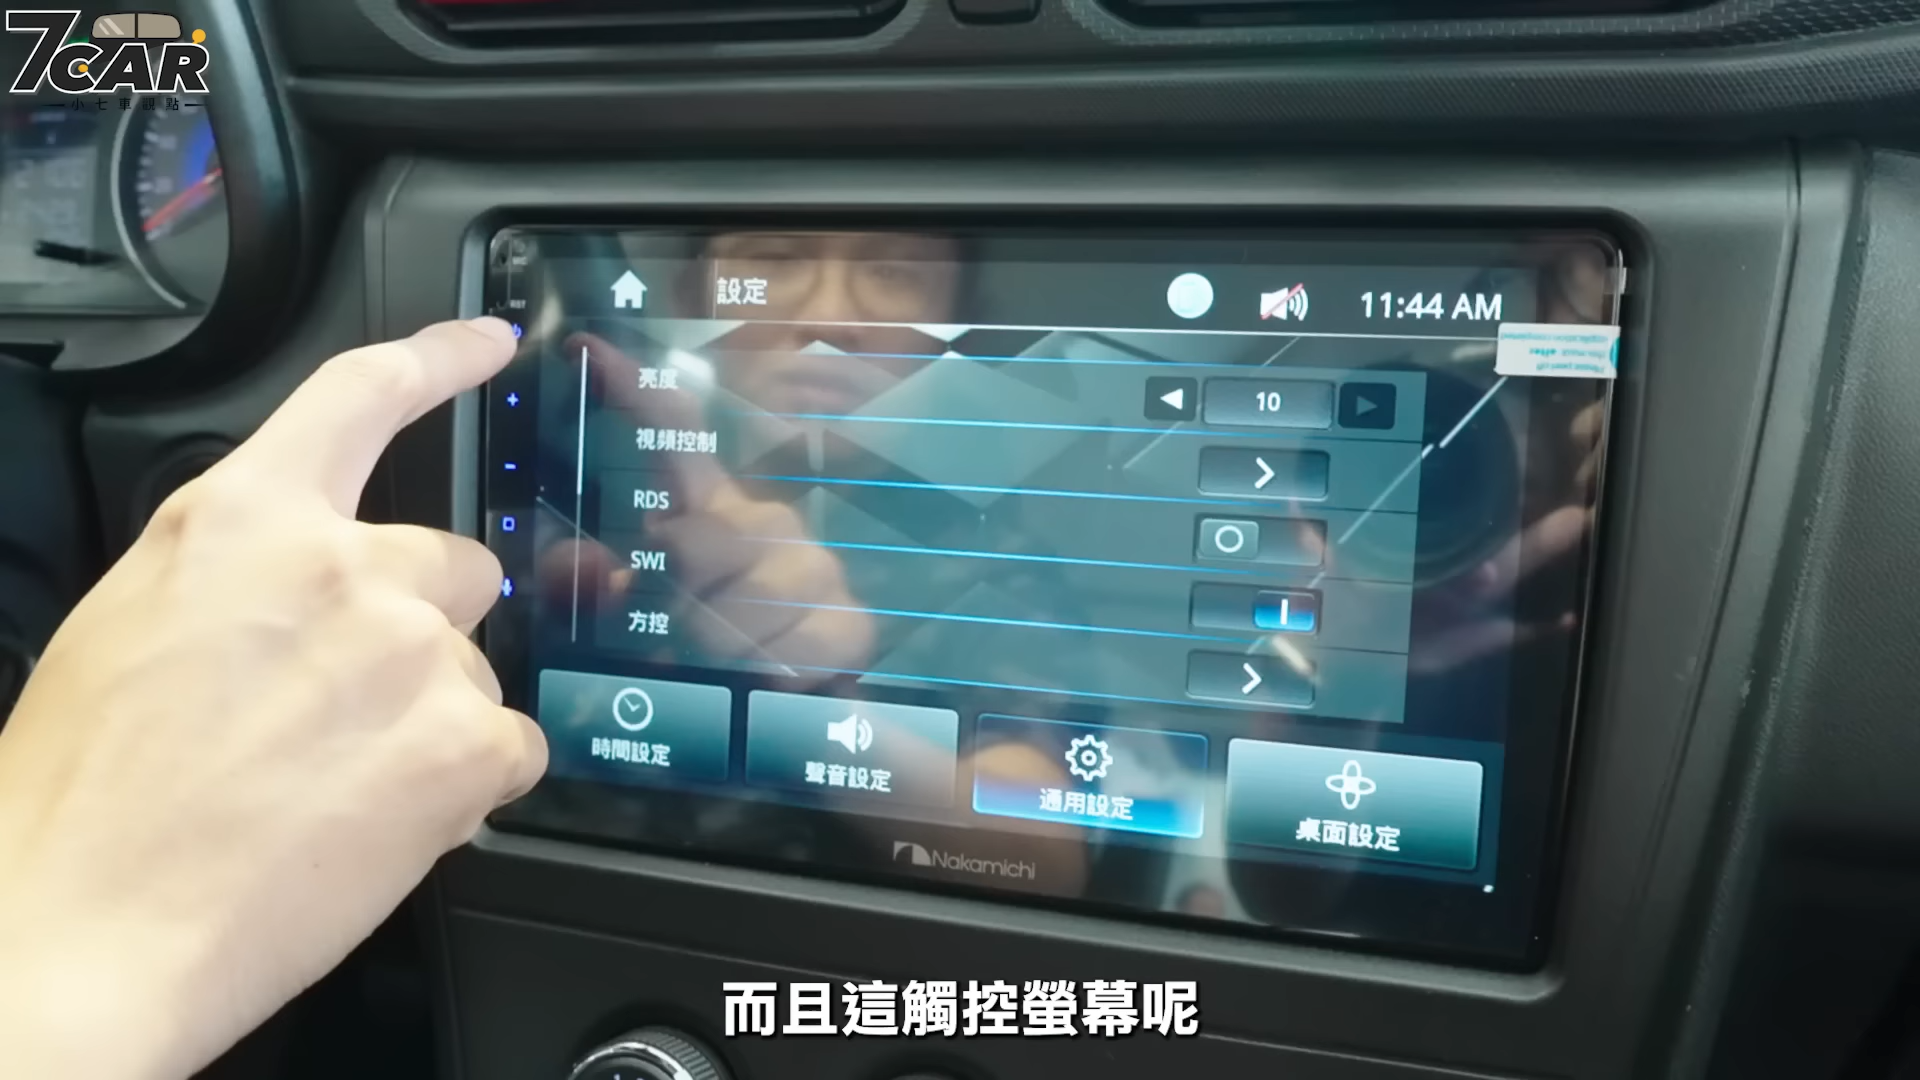 7CAR
小七車觀點
RST
設定
11:44 AM
亮度
10
視頻控制
RDS
SWI
方控
時間設定
聲音設定
通用設定
桌面設定
Nakamichi
而且這觸控螢幕呢